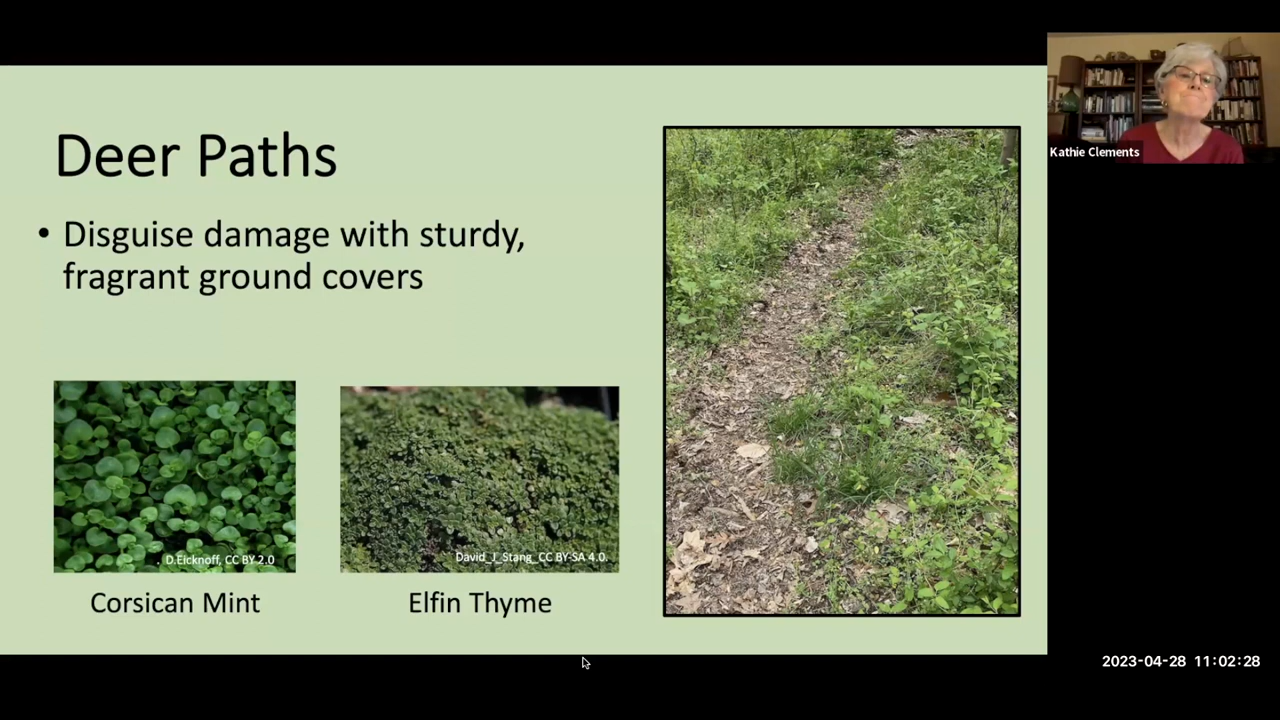 Deer Paths
• Disguise damage with sturdy,
fragrant ground covers
. D.Eicknoff, CC BY 2.0
David_J_Stang_CC BY-SA 4.0.
Corsican Mint
Elfin Thyme
Kathie Clements
2023-04-28 11:02:28